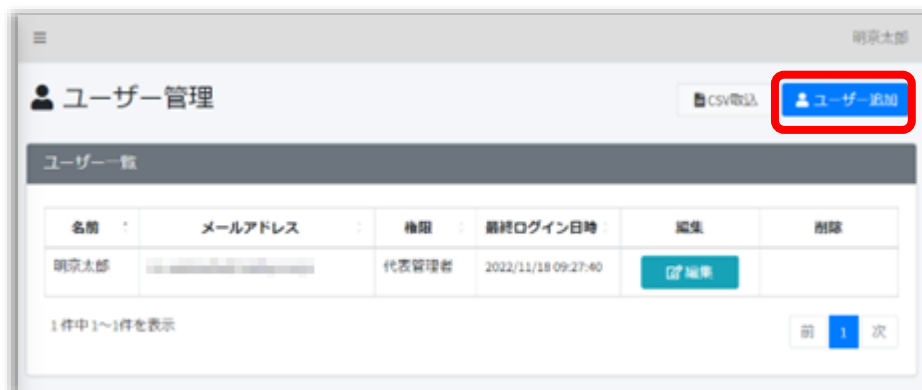 明京太郎
ユーザー管理
CSV取込
ユーザー追加
ユーザー一覧
名前 メールアドレス 権限 最終ログイン日時 編集 削除
明京太郎 代表管理者 2022/11/18 09:27:40 編集
1件中1~1件を表示
前 1 次